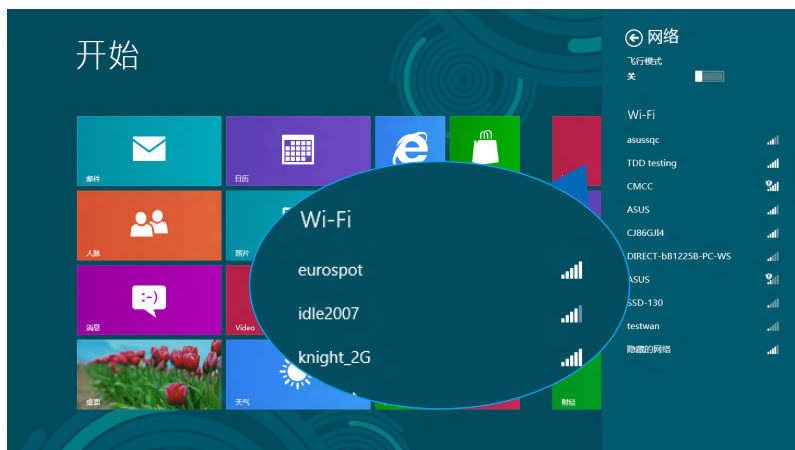 开始
邮件
日历
人脉
照片
消息
Video
桌面
天气
财经
Wi-Fi
eurospot
idle2007
knight_2G
网络
飞行模式
关
Wi-Fi
asussqc
TDD testing
CMCC
ASUS
CJ86GJI4
DIRECT-bB1225B-PC-WS
ASUS
SSD-130
testwan
隐藏的网络